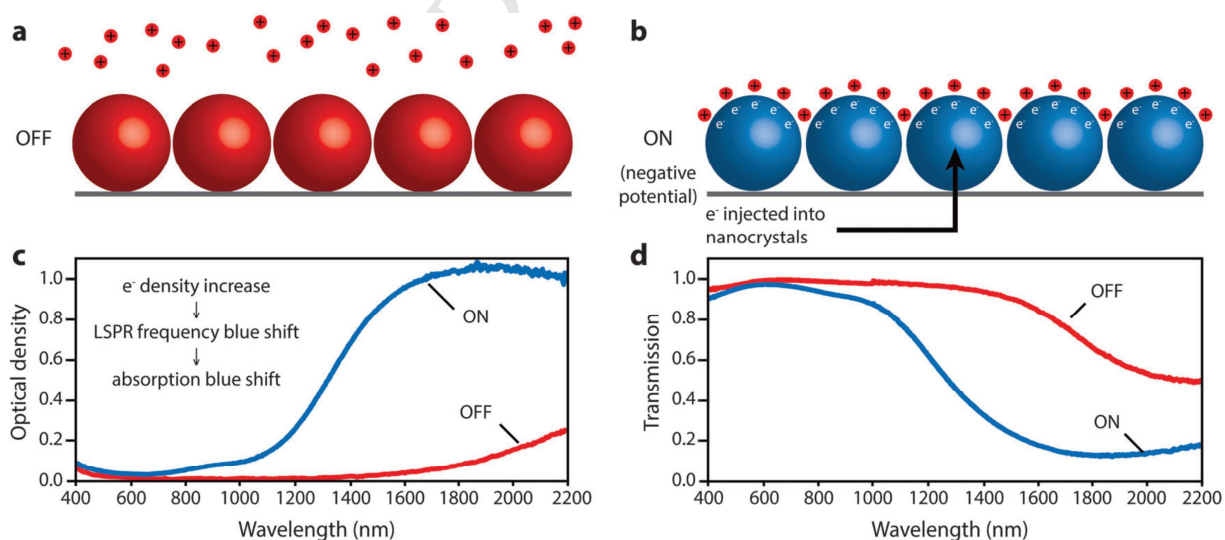 a
+ + + + + + + + + + + + + + + + + + +
OFF
b
+ + + + + + + + + + + + + + + + + + + + +
e⁻ e⁻ e⁻ e⁻ e⁻ e⁻ e⁻ e⁻ e⁻ e⁻ e⁻ e⁻ e⁻ e⁻ e⁻ e⁻ e⁻ e⁻ e⁻ e⁻ e⁻ e⁻ e⁻ e⁻ e⁻
ON
(negative
potential)
e⁻ injected into
nanocrystals
c
Optical density
1.0
0.8
0.6
0.4
0.2
0.0
e⁻ density increase
↓
LSPR frequency blue shift
↓
absorption blue shift
ON
OFF
400 600 800 1000 1200 1400 1600 1800 2000 2200
Wavelength (nm)
d
Transmission
1.0
0.8
0.6
0.4
0.2
0.0
OFF
ON
400 600 800 1000 1200 1400 1600 1800 2000 2200
Wavelength (nm)